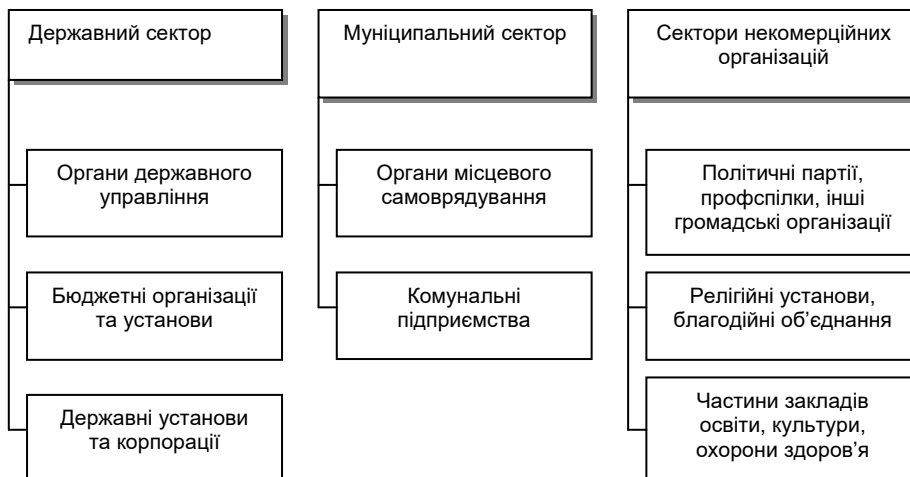 Державний сектор
Органи державного
управління
Бюджетні організації
та установи
Державні установи
та корпорації
Муніципальний сектор
Органи місцевого
самоврядування
Комунальні
підприємства
Сектори некомерційних
організацій
Політичні партії,
профспілки, інші
громадські організації
Релігійні установи,
благодійні об’єднання
Частини закладів
освіти, культури,
охорони здоров’я